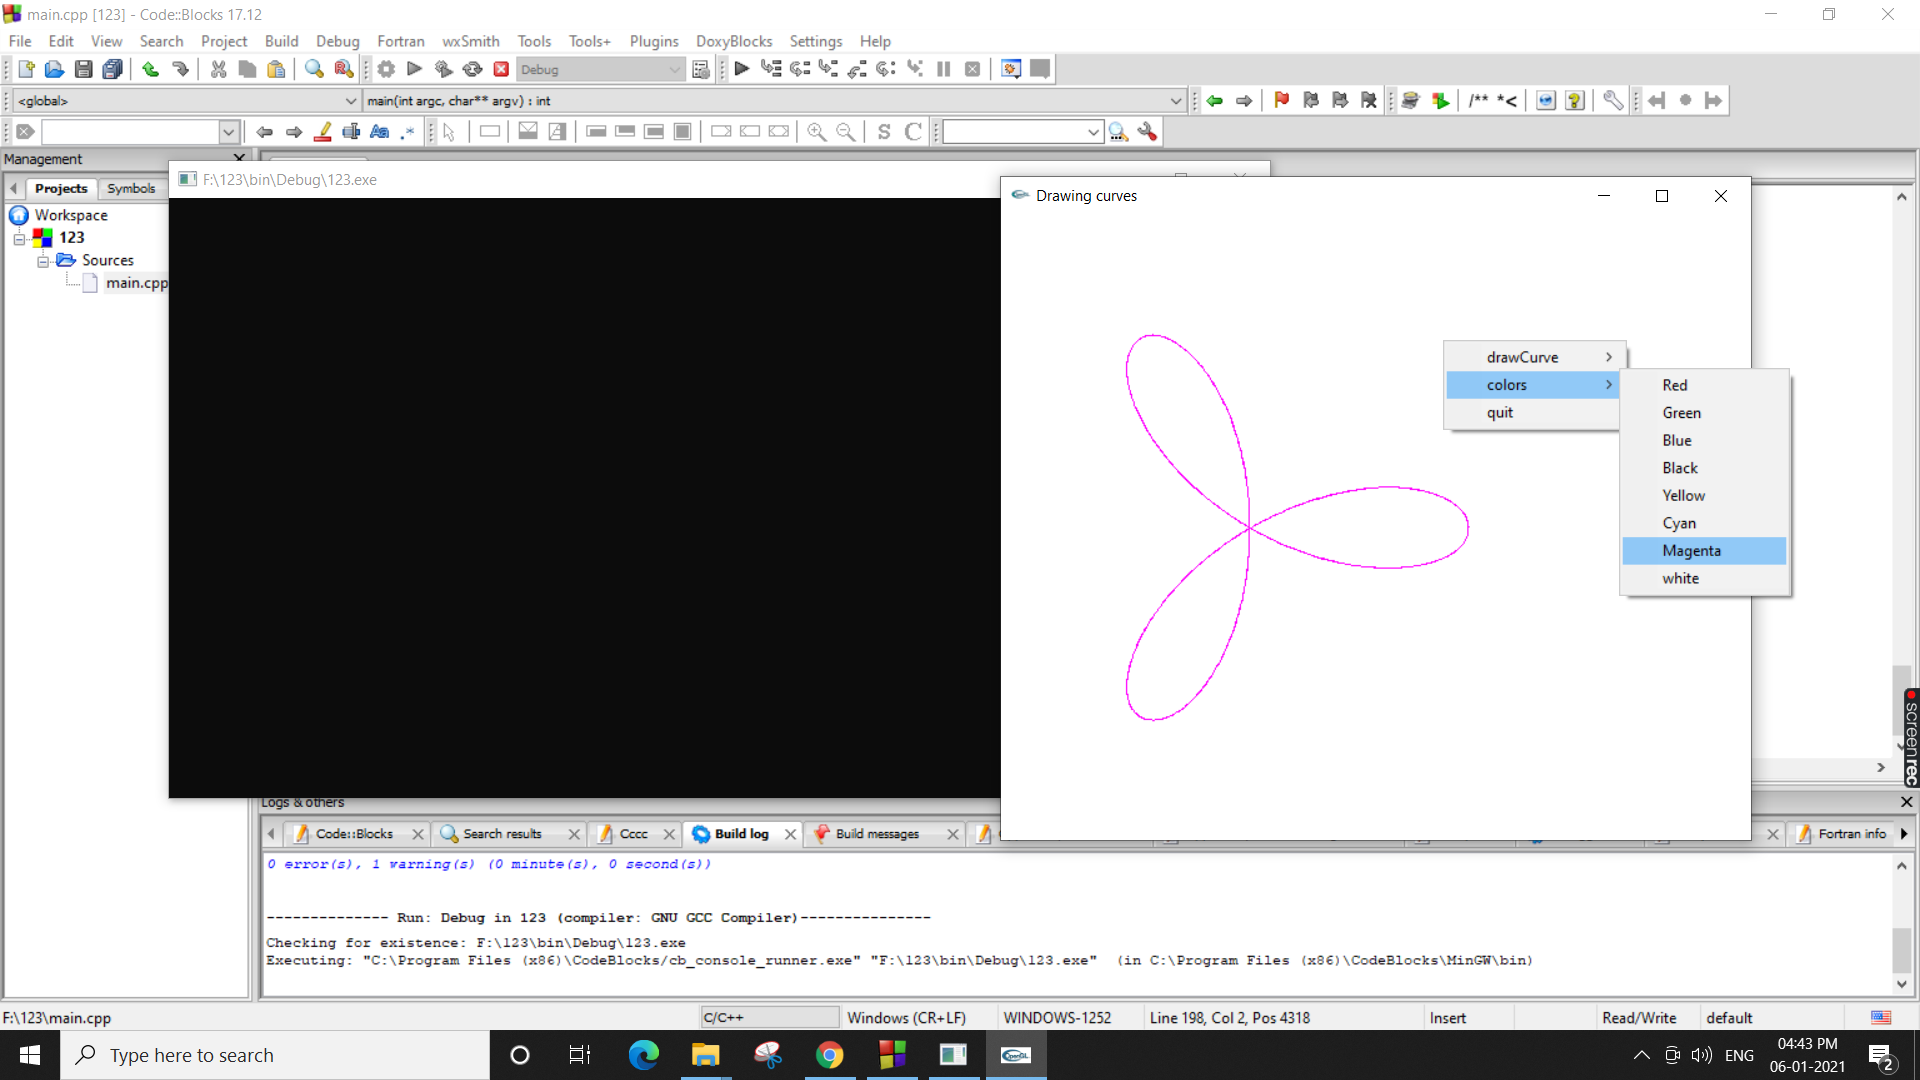 main.cpp [123] - Code::Blocks 17.12
File Edit View Search Project Build Debug Fortran wxSmith Tools Tools+ Plugins DoxyBlocks Settings Help
Debug
<global> main(int argc, char** argv) : int /** *<
Aa .* S C
Management
Projects Symbols
Workspace
123
Sources
main.cpp
F:\123\bin\Debug\123.exe
Drawing curves
drawCurve
colors
quit
Red
Green
Blue
Black
Yellow
Cyan
Magenta
white
screenrec
Logs & others
Code::Blocks Search results Cccc Build log Build messages Fortran info
0 error(s), 1 warning(s) (0 minute(s), 0 second(s))
-------------- Run: Debug in 123 (compiler: GNU GCC Compiler)---------------
Checking for existence: F:\123\bin\Debug\123.exe
Executing: "C:\Program Files (x86)\CodeBlocks/cb_console_runner.exe" "F:\123\bin\Debug\123.exe"  (in C:\Program Files (x86)\CodeBlocks\MinGW\bin)
F:\123\main.cpp C/C++ Windows (CR+LF) WINDOWS-1252 Line 198, Col 2, Pos 4318 Insert Read/Write default
Type here to search
OpenGL
ENG
04:43 PM
06-01-2021
2